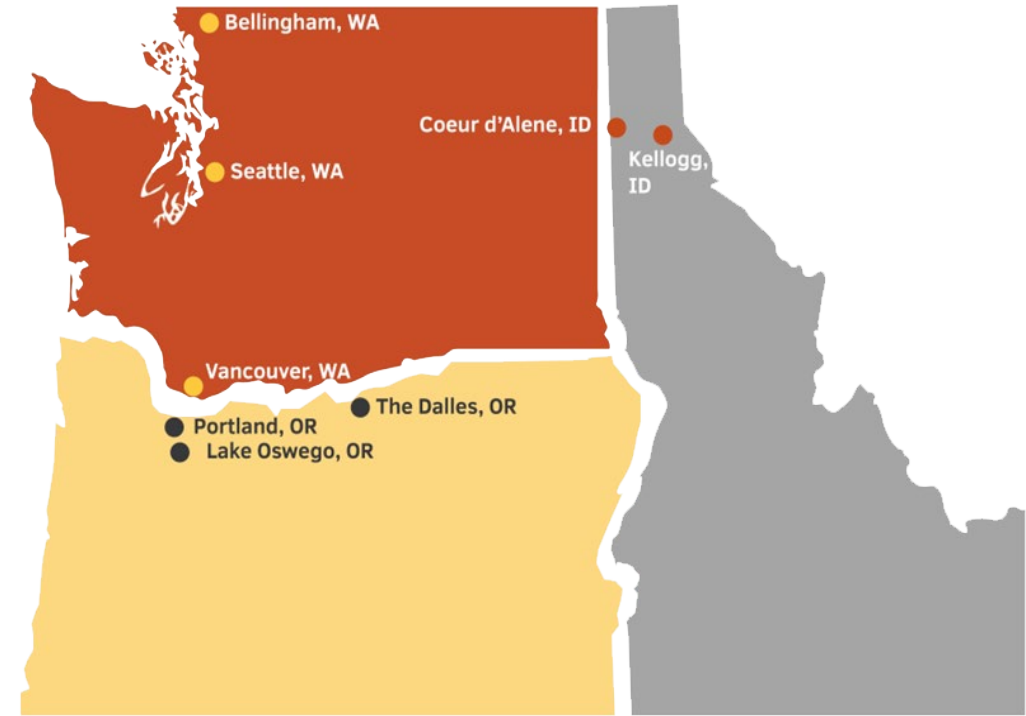 Bellingham, WA
Coeur d’Alene, ID
Kellogg,
ID
Seattle, WA
Vancouver, WA
The Dalles, OR
Portland, OR
Lake Oswego, OR